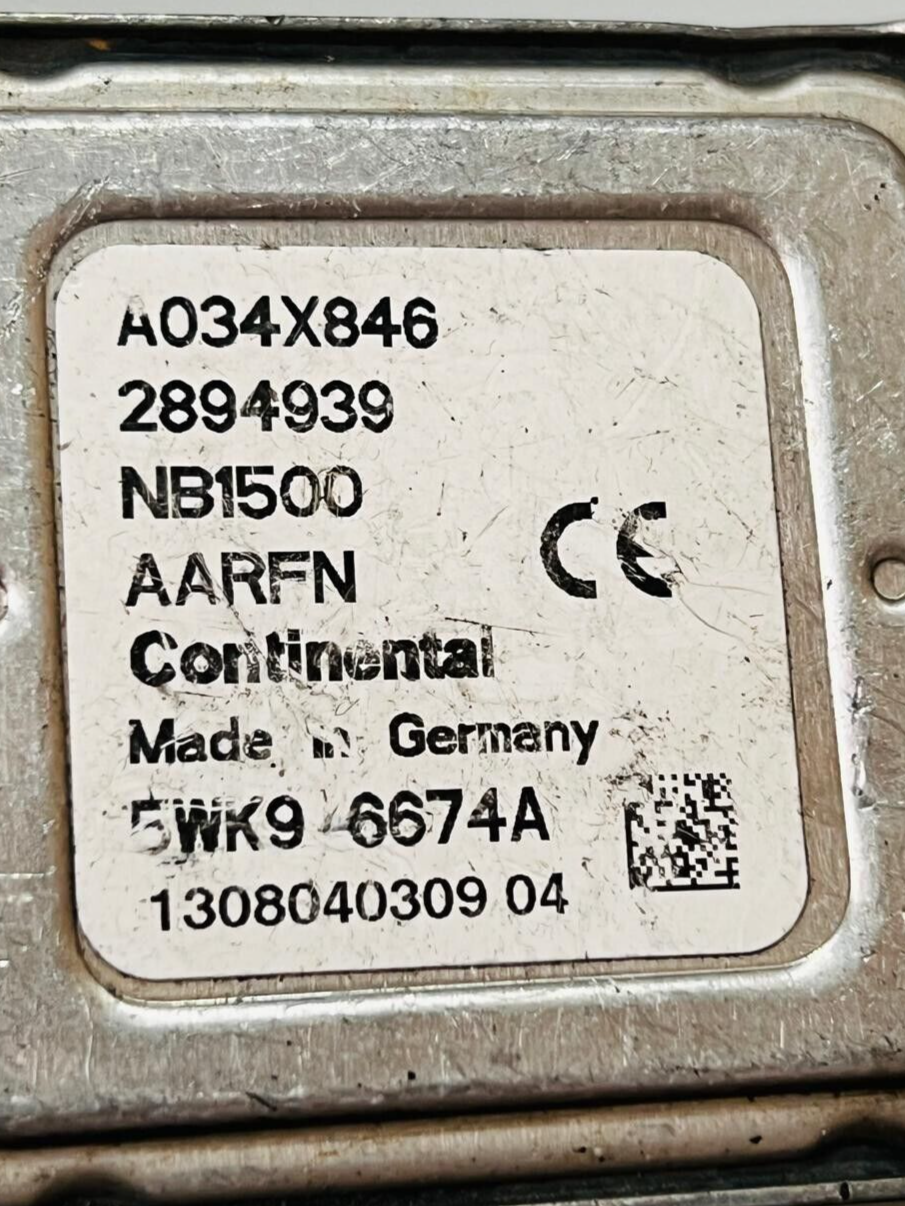 A034X846
2894939
NB1500
AARFN
CE
Continental
Made in Germany
5WK9 6674A
1308040309 04